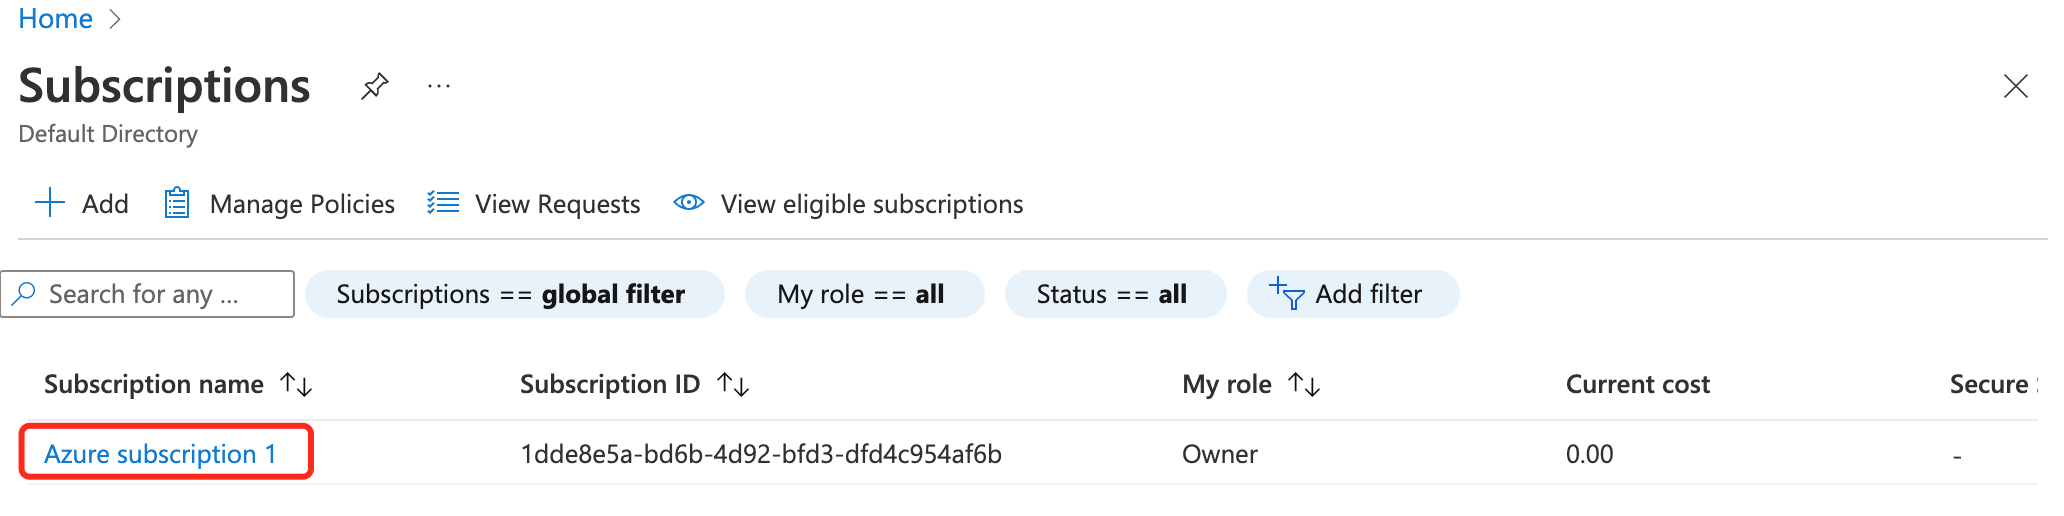 Home
Subscriptions
Default Directory
Add Manage Policies View Requests View eligible subscriptions
Search for any ... Subscriptions == global filter My role == all Status == all Add filter
Subscription name Subscription ID My role Current cost Secure
Azure subscription 1 1dde8e5a-bd6b-4d92-bfd3-dfd4c954af6b Owner 0.00 -